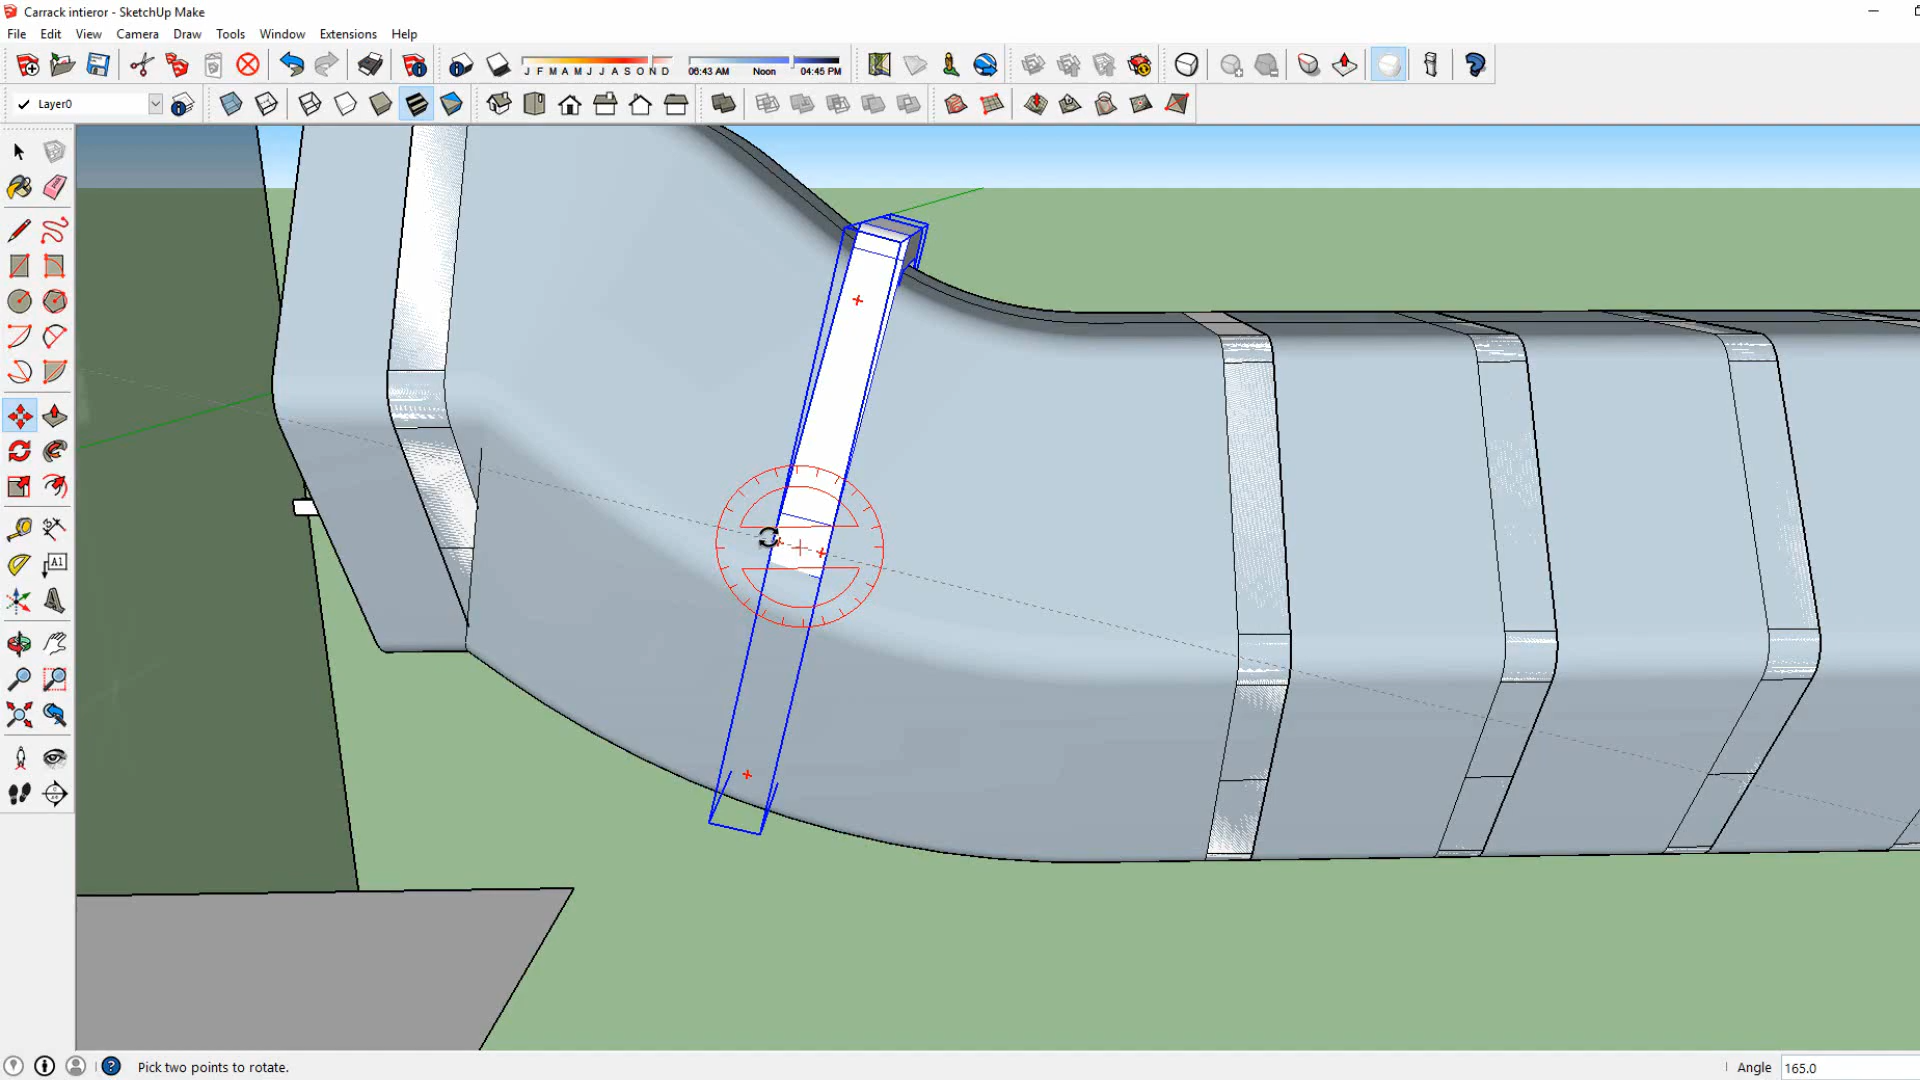 Carrack intieror - SketchUp Make
File Edit View Camera Draw Tools Window Extensions Help
J F M A M J J A S O N D 06:43 AM Noon 04:45 PM
Layer0
A1
Pick two points to rotate.
Angle 165.0